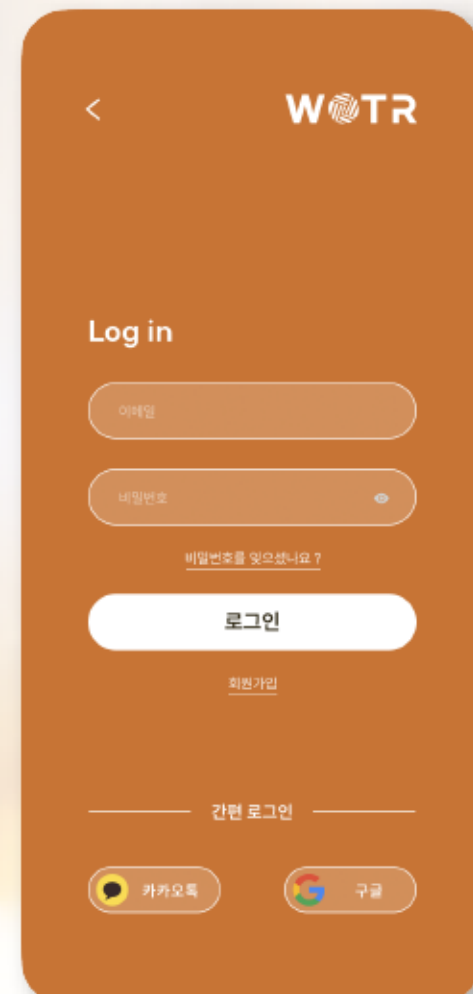 WOTR
Log in
이메일
비밀번호
비밀번호를 잊으셨나요 ?
로그인
회원가입
간편 로그인
카카오톡
구글